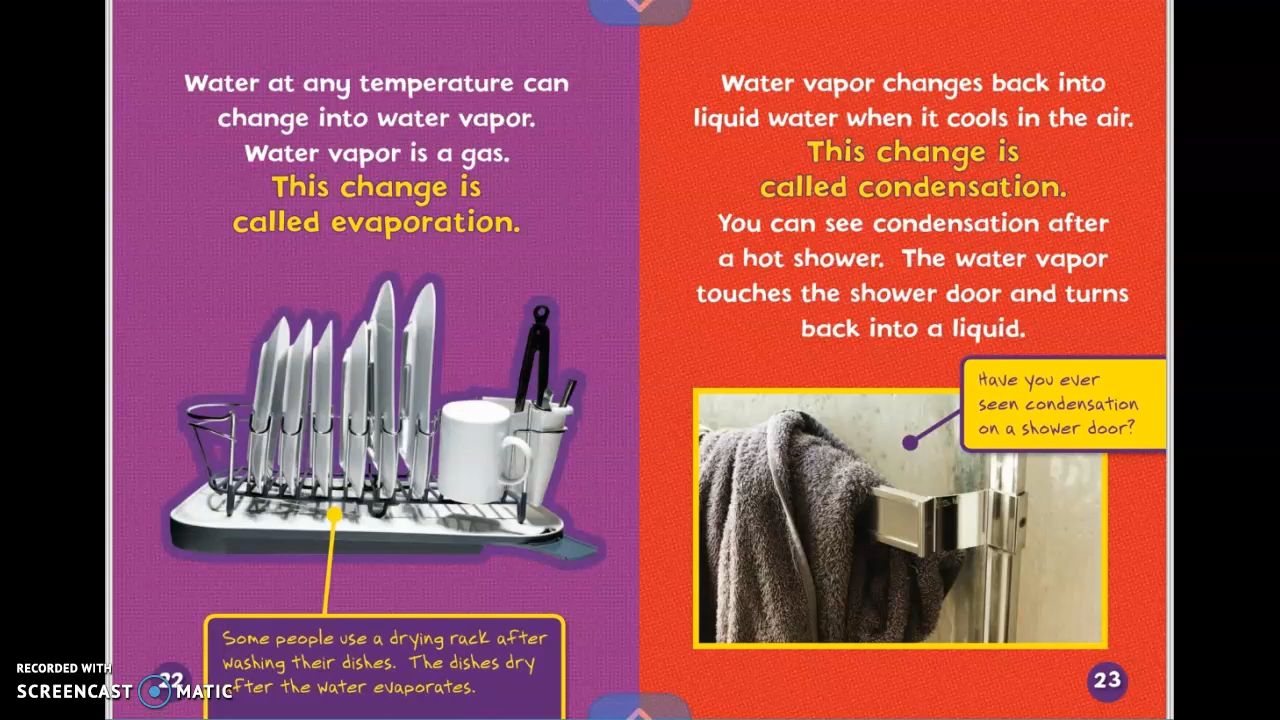 Water at any temperature can
change into water vapor.
Water vapor is a gas.
This change is
called evaporation.
Some people use a drying rack after
washing their dishes. The dishes dry
after the water evaporates.
22
Water vapor changes back into
liquid water when it cools in the air.
This change is
called condensation.
You can see condensation after
a hot shower. The water vapor
touches the shower door and turns
back into a liquid.
Have you ever
seen condensation
on a shower door?
23
RECORDED WITH
SCREENCAST MATIC